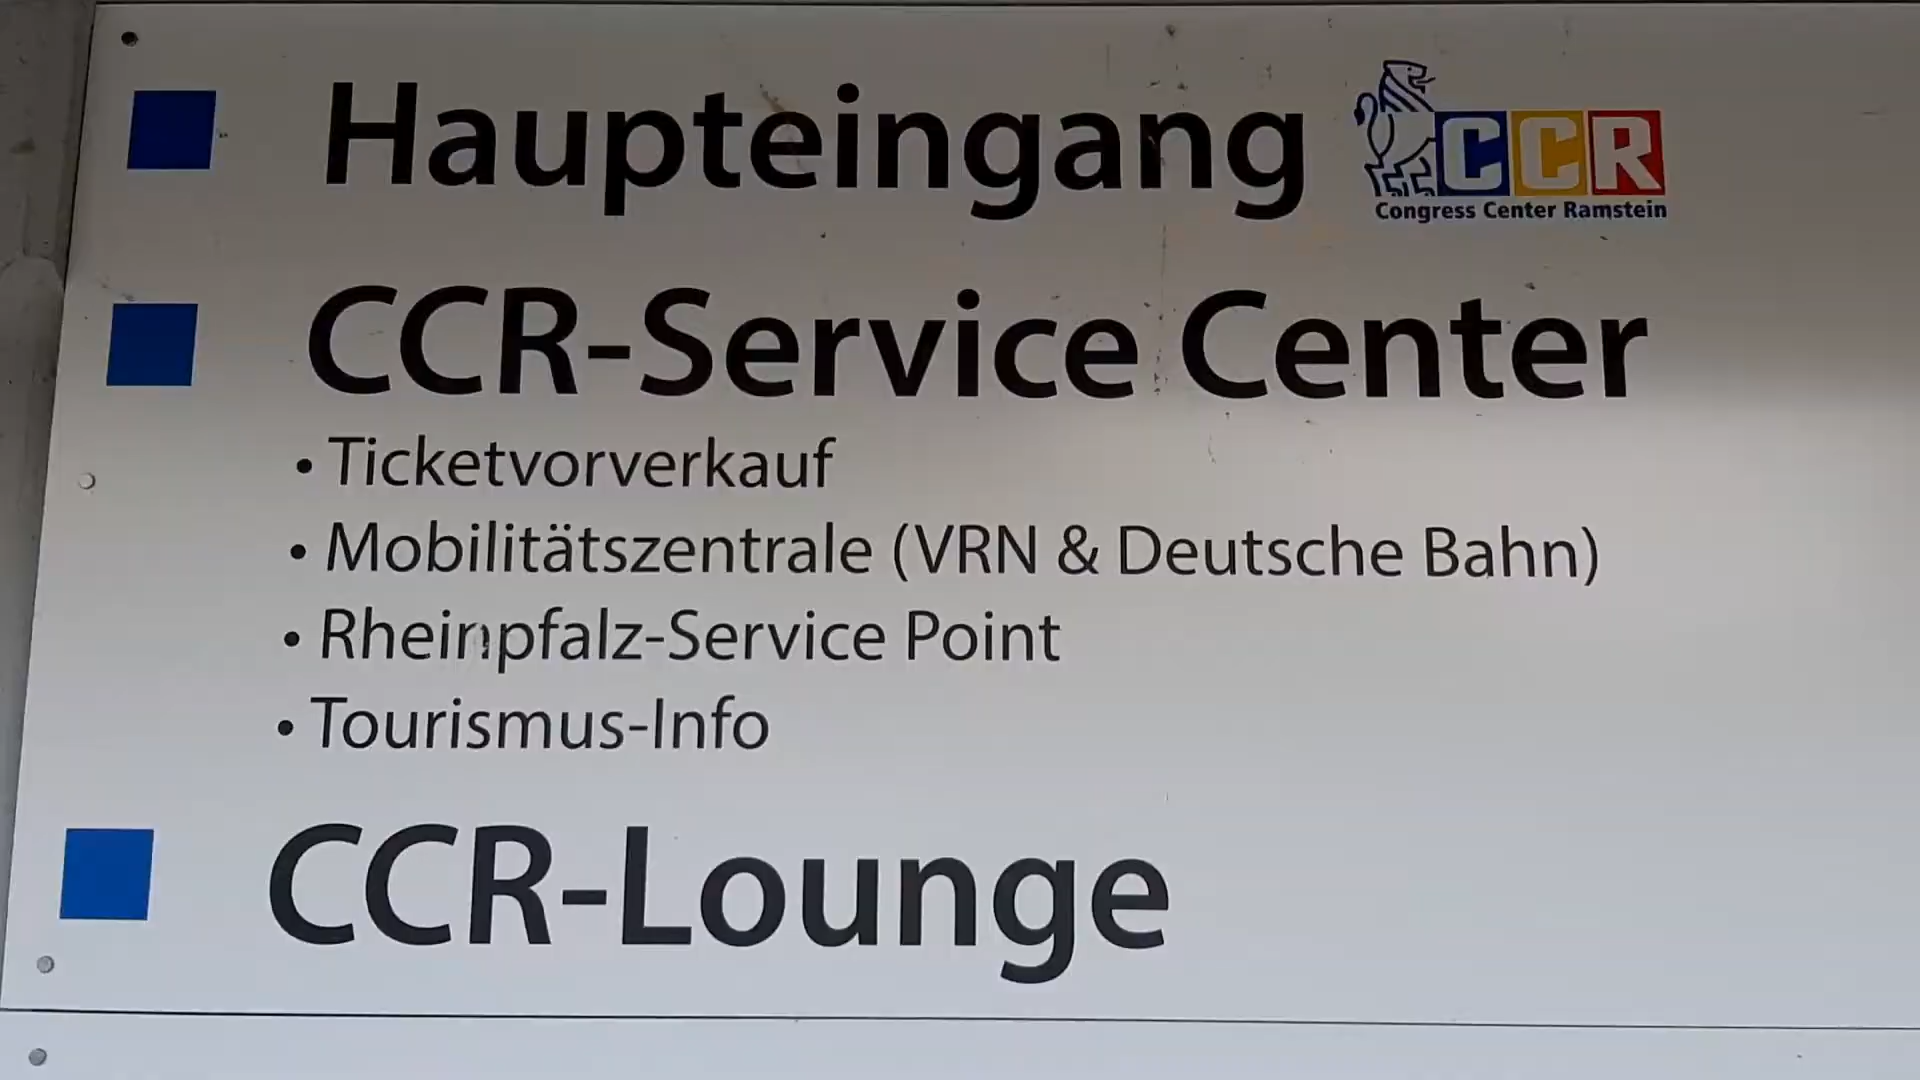 Haupteingang CCR
Congress Center Ramstein
CCR-Service Center
• Ticketvorverkauf
• Mobilitätszentrale (VRN & Deutsche Bahn)
• Rheinpfalz-Service Point
• Tourismus-Info
CCR-Lounge